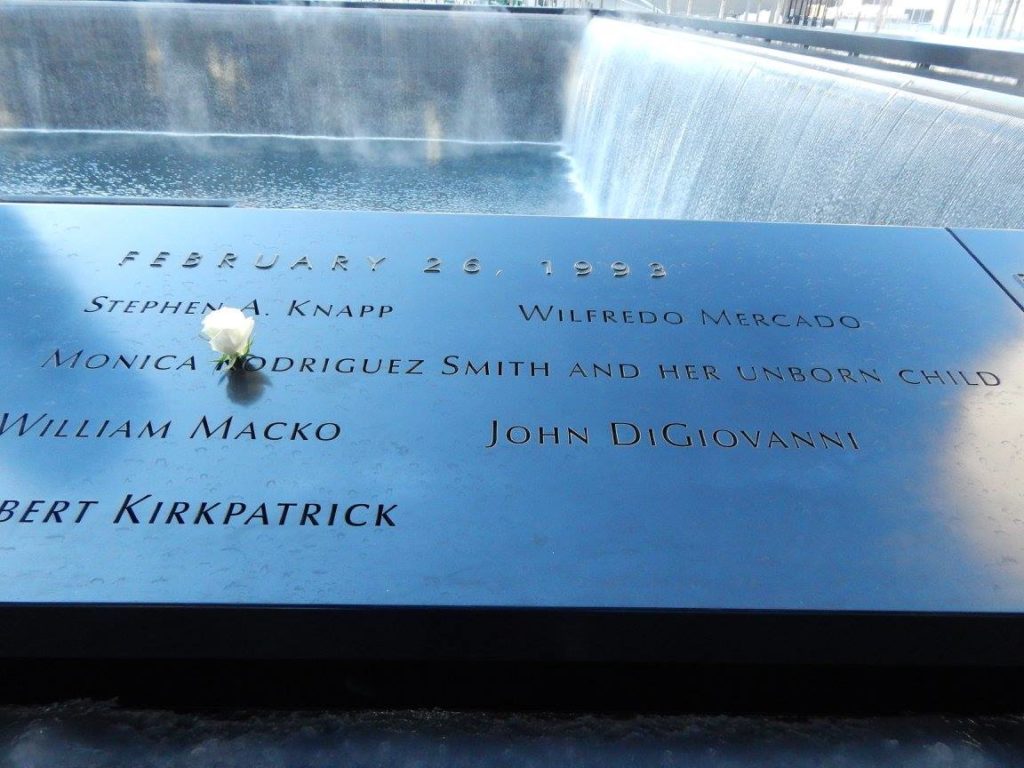 FEBRUARY 26, 1993
STEPHEN A. KNAPP WILFREDO MERCADO
MONICA RODRIGUEZ SMITH AND HER UNBORN CHILD
WILLIAM MACKO JOHN DIGIOVANNI
BERT KIRKPATRICK